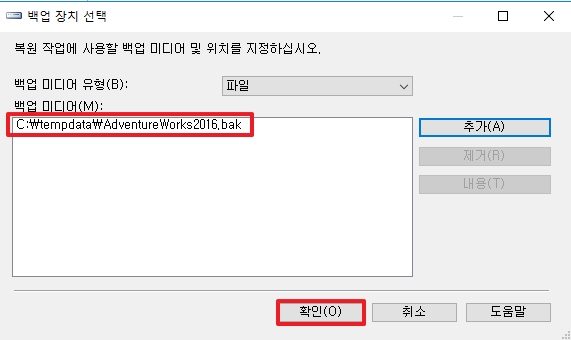 백업 장치 선택
복원 작업에 사용할 백업 미디어 및 위치를 지정하십시오.
백업 미디어 유형(B):
파일
백업 미디어(M):
C:₩tempdata₩AdventureWorks2016.bak
추가(A)
제거(R)
내용(T)
확인(O)
취소
도움말